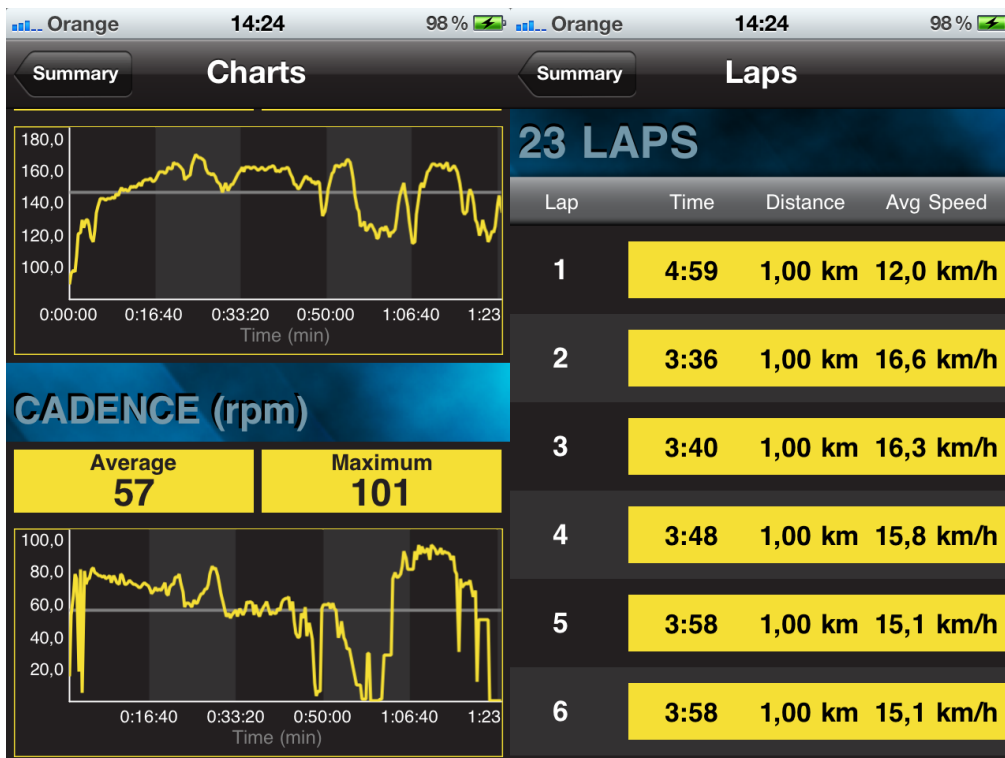 Orange 14:24 98 %
Summary Charts
180,0
160,0
140,0
120,0
100,0
0:00:00 0:16:40 0:33:20 0:50:00 1:06:40 1:23
Time (min)
CADENCE (rpm)
Average Maximum
57 101
100,0
80,0
60,0
40,0
20,0
0:16:40 0:33:20 0:50:00 1:06:40 1:23
Time (min)
Orange 14:24 98 %
Summary Laps
23 LAPS
Lap Time Distance Avg Speed
1 4:59 1,00 km 12,0 km/h
2 3:36 1,00 km 16,6 km/h
3 3:40 1,00 km 16,3 km/h
4 3:48 1,00 km 15,8 km/h
5 3:58 1,00 km 15,1 km/h
6 3:58 1,00 km 15,1 km/h